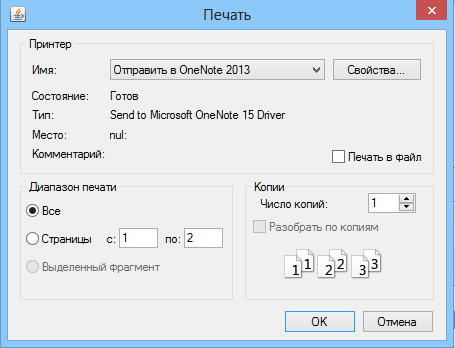 Печать
Принтер
Имя: Отправить в OneNote 2013 Свойства...
Состояние: Готов
Тип: Send to Microsoft OneNote 15 Driver
Место: nul:
Комментарий: Печать в файл
Диапазон печати
Все
Страницы с: 1 по: 2
Выделенный фрагмент
Копии
Число копий: 1
Разобрать по копиям
1 1 2 2 3 3
OK Отмена